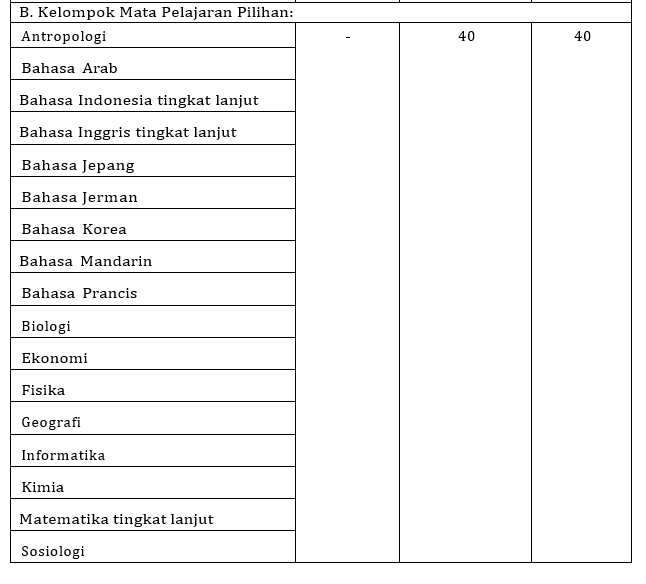 B. Kelompok Mata Pelajaran Pilihan:
Antropologi - 40 40
Bahasa Arab
Bahasa Indonesia tingkat lanjut
Bahasa Inggris tingkat lanjut
Bahasa Jepang
Bahasa Jerman
Bahasa Korea
Bahasa Mandarin
Bahasa Prancis
Biologi
Ekonomi
Fisika
Geografi
Informatika
Kimia
Matematika tingkat lanjut
Sosiologi